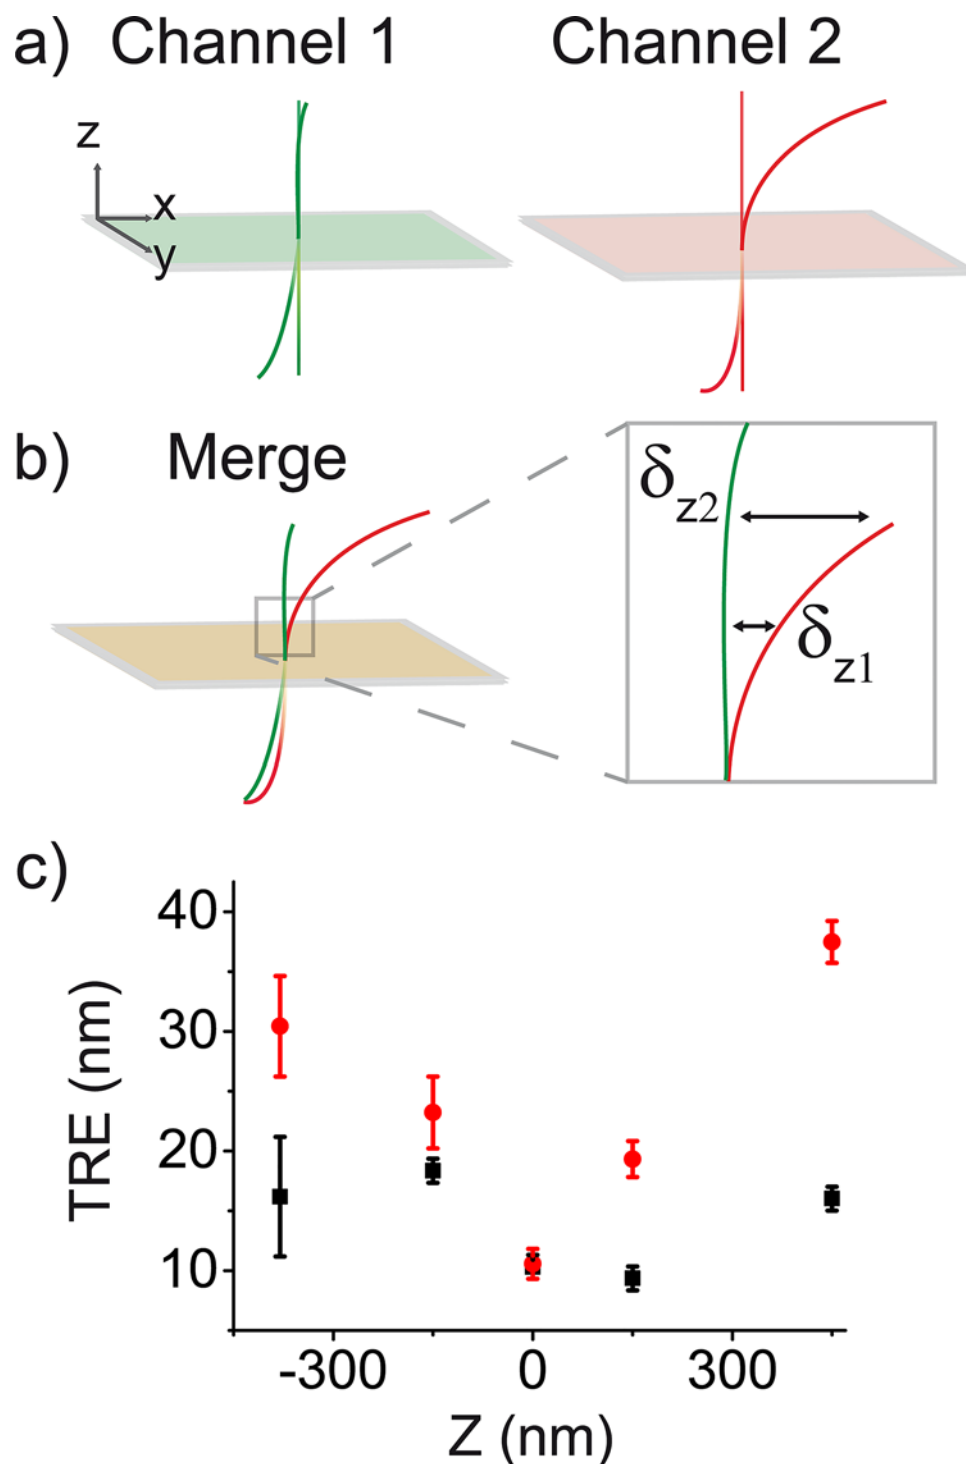 a) Channel 1 Channel 2
z
x
y
b) Merge
δz2
δz1
c)
40
30
20
10
TRE (nm)
-300 0 300
Z (nm)